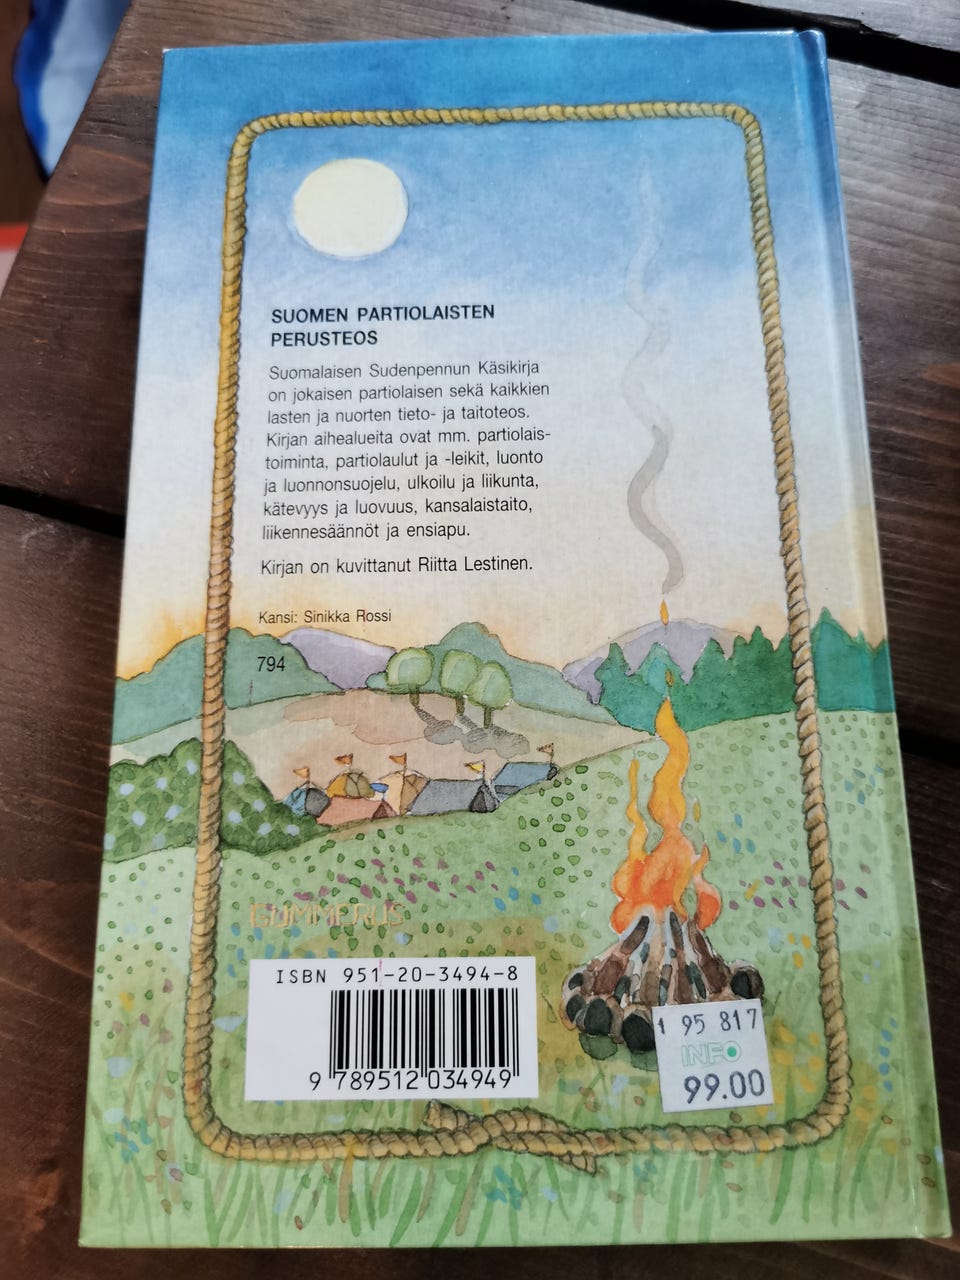 SUOMEN PARTIOLAISTEN
PERUSTEOS
Suomalaisen Sudenpennun Käsikirja
on jokaisen partiolaisen sekä kaikkien
lasten ja nuorten tieto- ja taitoteos.
Kirjan aihealueita ovat mm. partiolais-
toiminta, partiolaulut ja -leikit, luonto
ja luonnonsuojelu, ulkoilu ja liikunta,
kätevyys ja luovuus, kansalaistaito,
liikennesäännöt ja ensiapu.
Kirjan on kuvittanut Riitta Lestinen.
Kansi: Sinikka Rossi
794
GUMMERUS
ISBN 951-20-3494-8
9 789512 034949
1 95 817
INFO
99.00